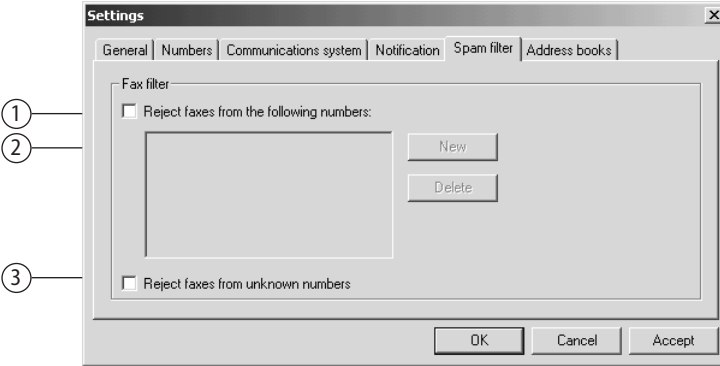 Settings
General Numbers Communications system Notification Spam filter Address books
Fax filter
1
Reject faxes from the following numbers:
2
New
Delete
3
Reject faxes from unknown numbers
OK Cancel Accept